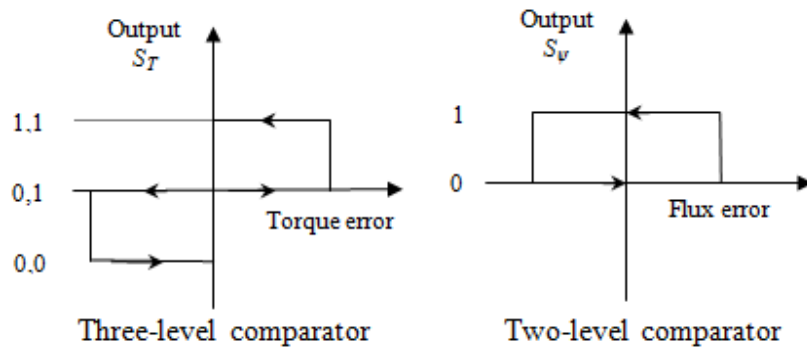 Output
S_T
1,1
0,1
0,0
Torque error
Three-level comparator
Output
S_ψ
1
0
Flux error
Two-level comparator